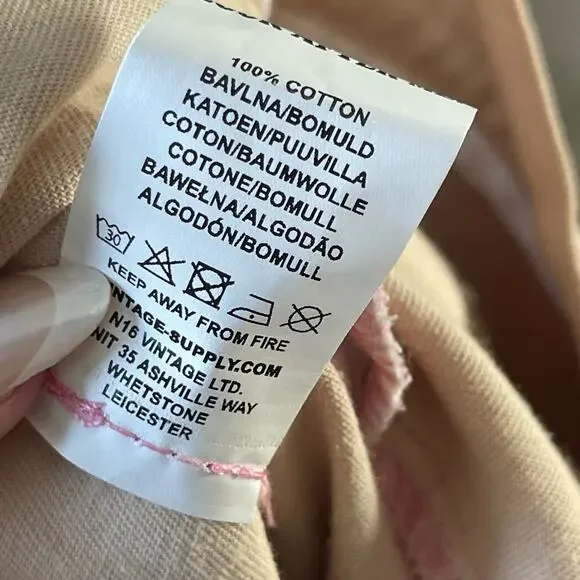 100% COTTON
BAVLNA/BOMULD
KATOEN/PUUVILLA
COTON/BAUMWOLLE
COTONE/BOMULL
BAWEŁNA/ALGODÃO
ALGODÓN/BOMULL
30
KEEP AWAY FROM FIRE
INTAGE-SUPPLY.COM
N16 VINTAGE LTD.
NIT 35 ASHVILLE WAY
WHETSTONE
LEICESTER